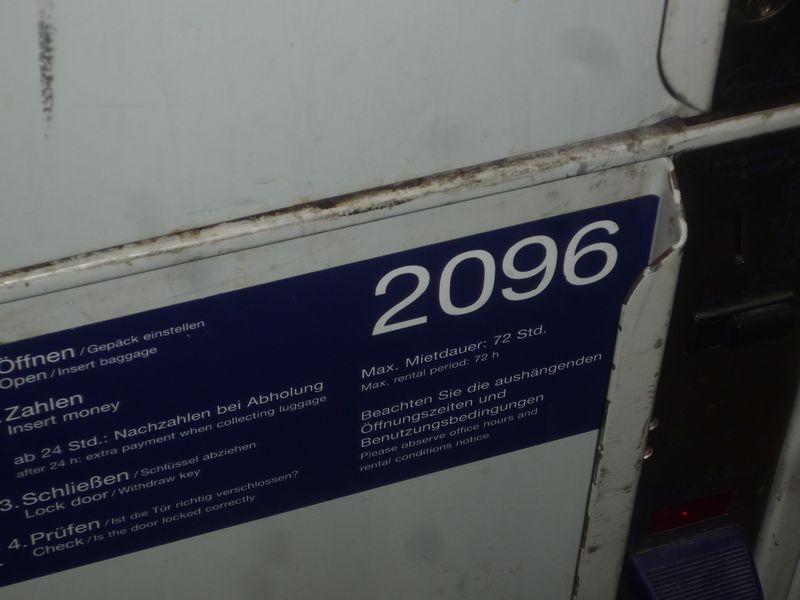 2096
Öffnen / Gepäck einstellen
Open / Insert baggage
Zahlen
Insert money
ab 24 Std.: Nachzahlen bei Abholung
after 24 h: extra payment when collecting luggage
3. Schließen / Schlüssel abziehen
Lock door / Withdraw key
4. Prüfen / Ist die Tür richtig verschlossen?
Check / Is the door locked correctly
Max. Mietdauer: 72 Std.
Max. rental period: 72 h
Beachten Sie die aushängenden
Öffnungszeiten und
Benutzungsbedingungen
Please observe office hours and
rental conditions notice